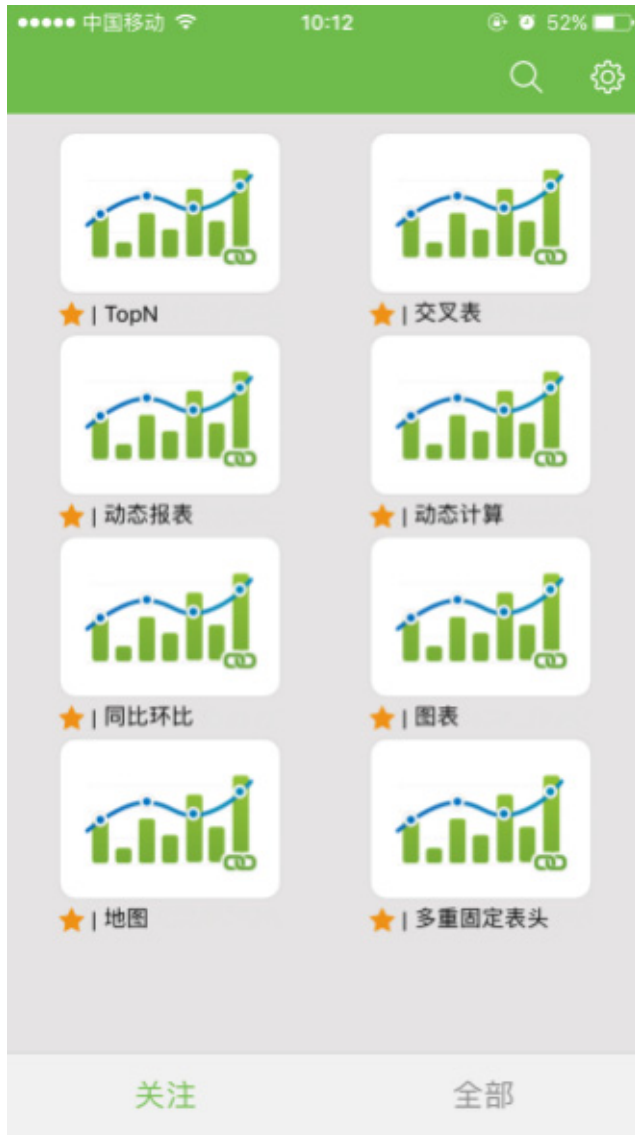 中国移动 10:12 52%
| TopN | 交叉表
| 动态报表 | 动态计算
| 同比环比 | 图表
| 地图 | 多重固定表头
关注 全部